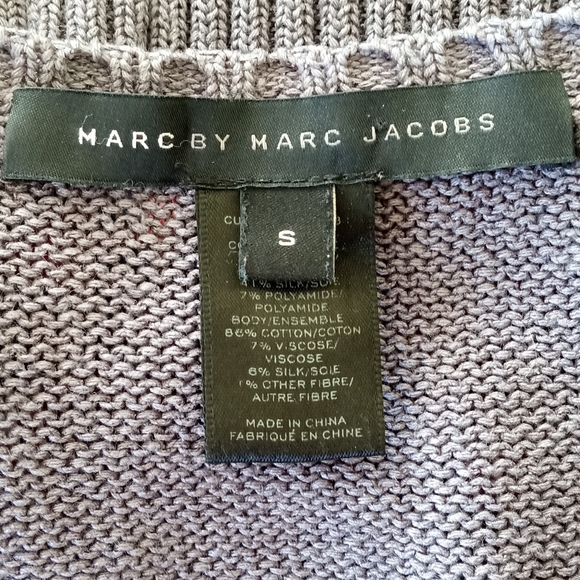 MARC BY MARC JACOBS
S
SILK/SOIE
7% POLYAMIDE/
POLYAMIDE
BODY/ENSEMBLE
86% COTTON/COTON
7% VISCOSE/
VISCOSE
6% SILK/SOIE
1% OTHER FIBRE/
AUTRE FIBRE
MADE IN CHINA
FABRIQUÉ EN CHINE